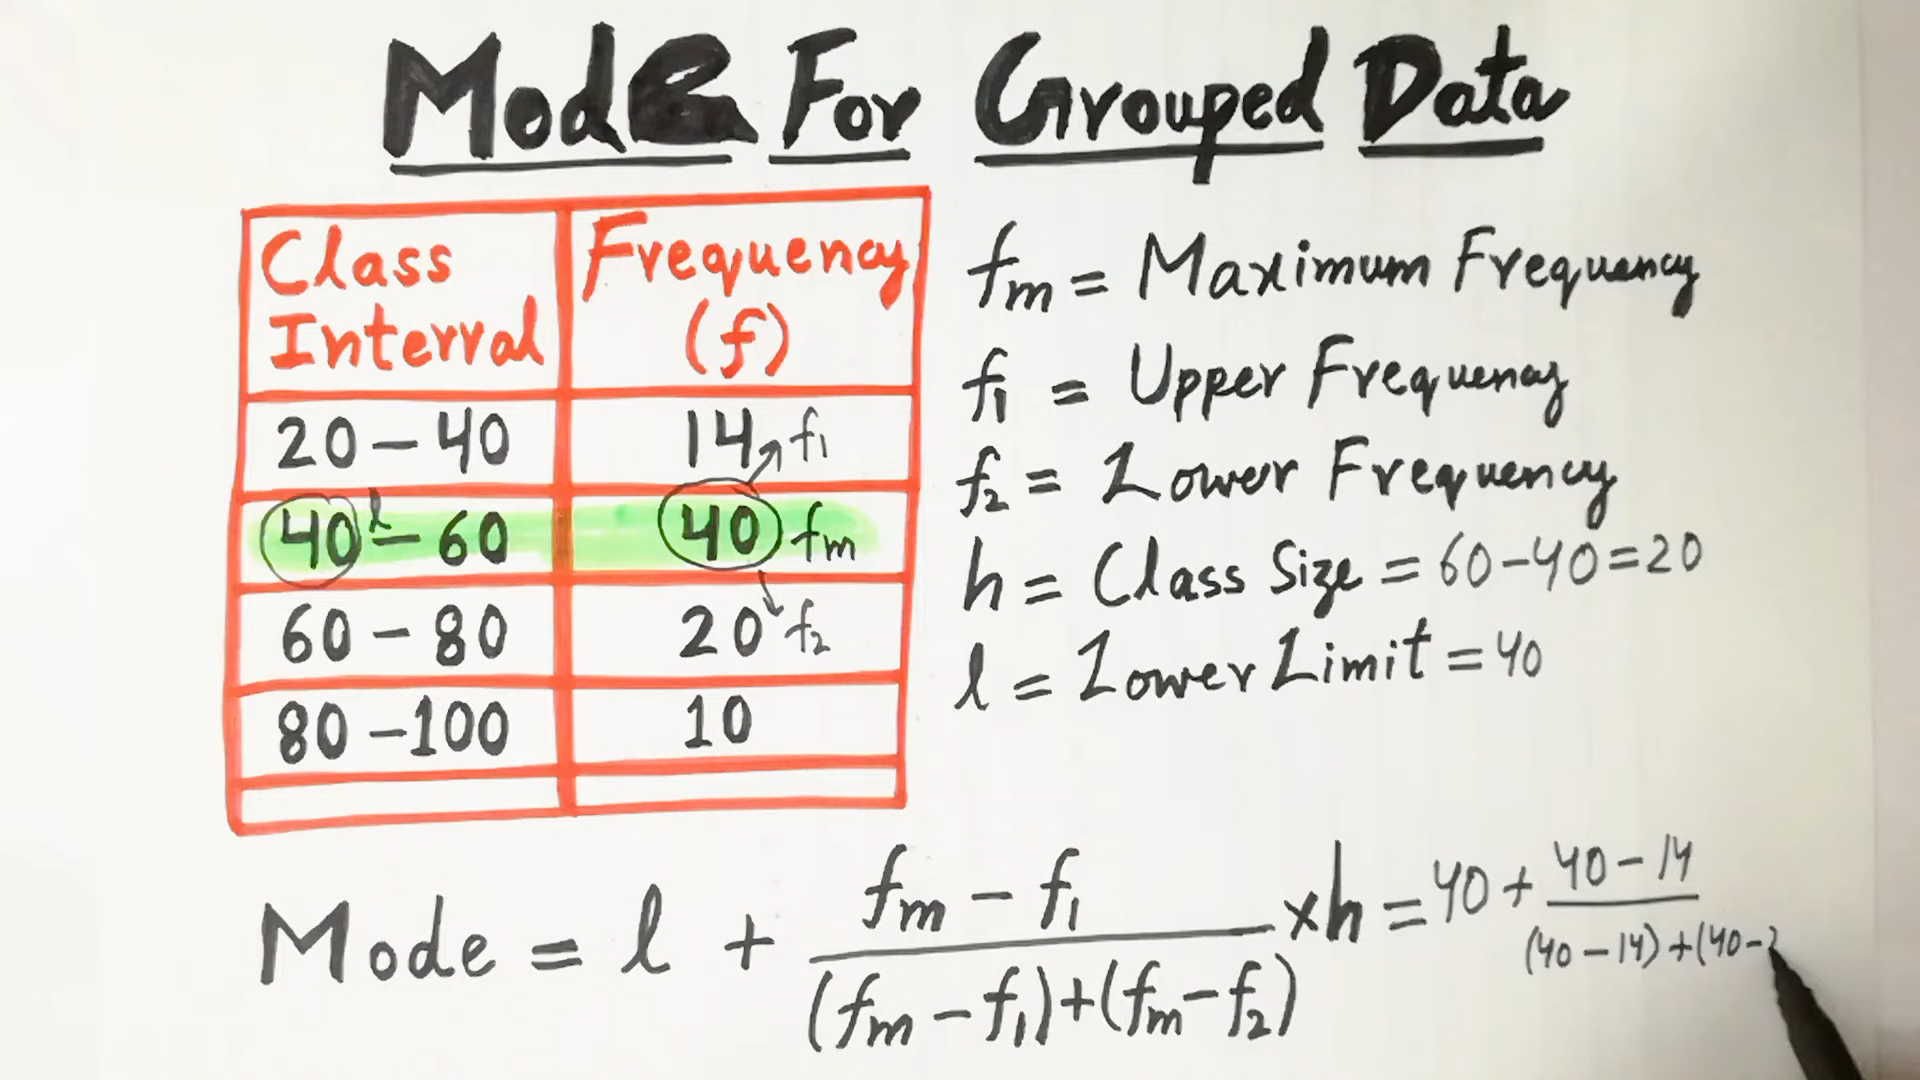 Mode For Grouped Data
Class Interval Frequency (f)
20 – 40 14 f₁
40 l – 60 40 fm
60 – 80 20 f₂
80 – 100 10
fm = Maximum Frequency
f₁ = Upper Frequency
f₂ = Lower Frequency
h = Class Size = 60 – 40 = 20
l = Lower Limit = 40
Mode = l + (fm – f₁) / ((fm – f₁) + (fm – f₂)) × h = 40 + (40 – 14) / ((40 – 14) + (40 –